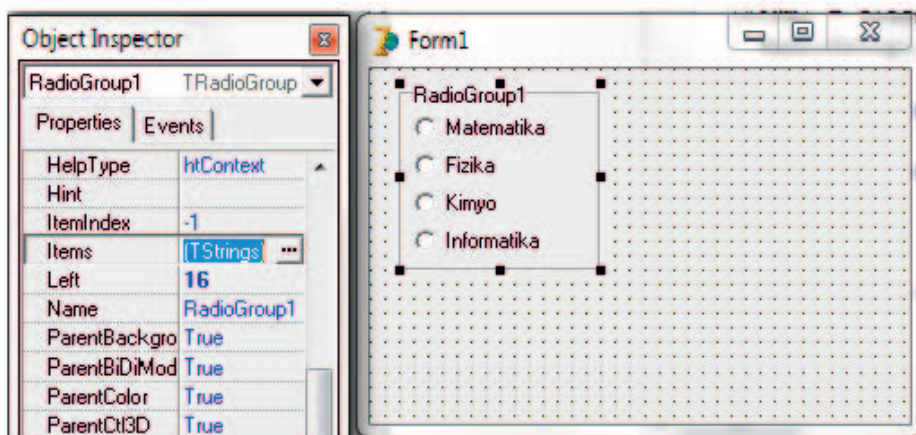 Object Inspector
RadioGroup1 TRadioGroup
Properties Events
HelpType htContext
Hint
ItemIndex -1
Items (TStrings) ...
Left 16
Name RadioGroup1
ParentBackgro True
ParentBiDiMod True
ParentColor True
ParentCtl3D True
Form1
RadioGroup1
Matematika
Fizika
Kimyo
Informatika